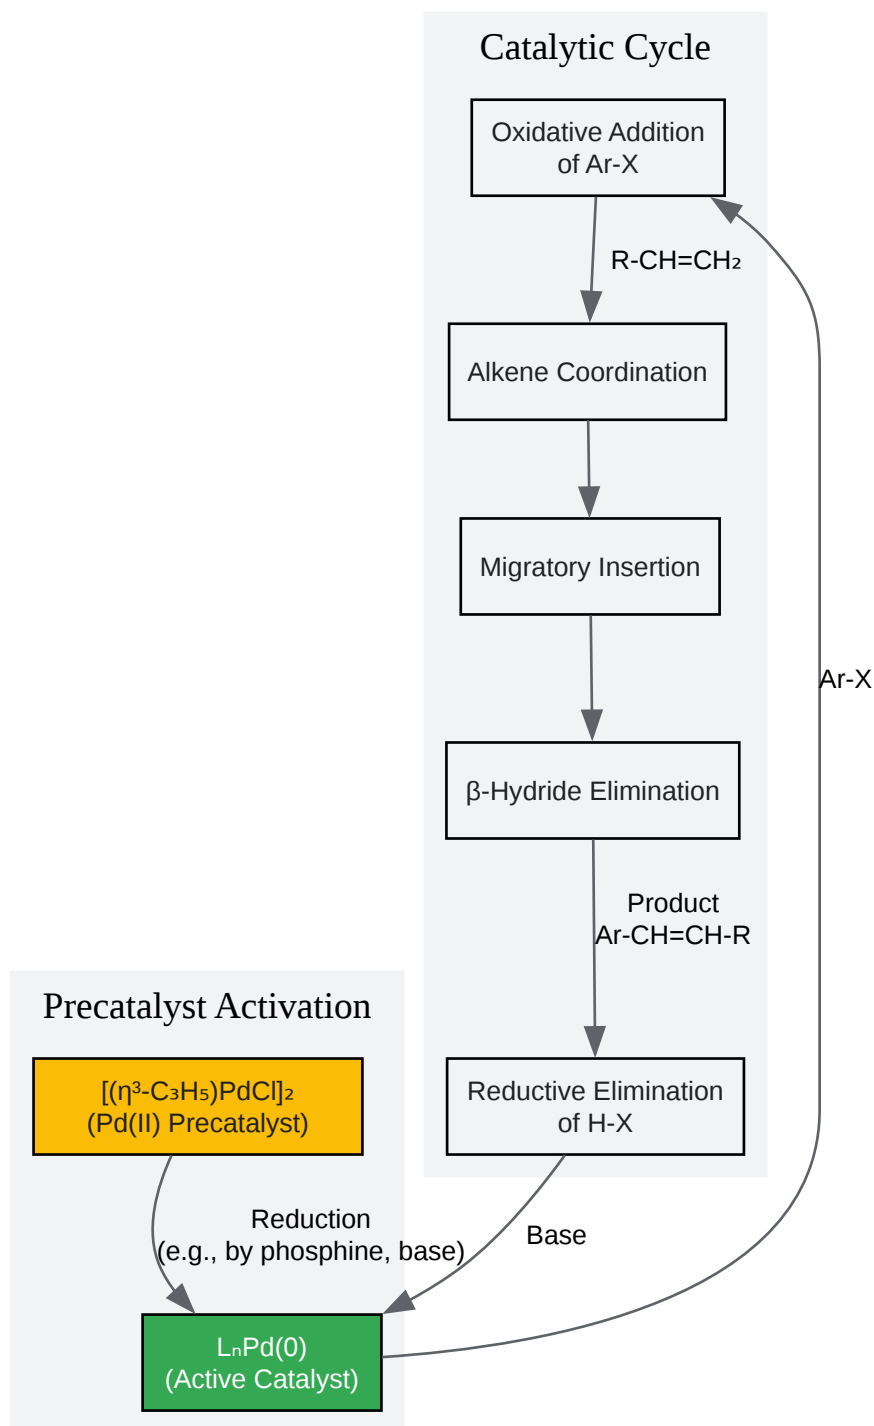 Catalytic Cycle
Oxidative Addition
of Ar-X
R-CH=CH₂
Alkene Coordination
Migratory Insertion
Ar-X
β-Hydride Elimination
Product
Ar-CH=CH-R
Precatalyst Activation
[(η³-C₃H₅)PdCl]₂
(Pd(II) Precatalyst)
Reductive Elimination
of H-X
Reduction
(e.g., by phosphine, base)
Base
LₙPd(0)
(Active Catalyst)